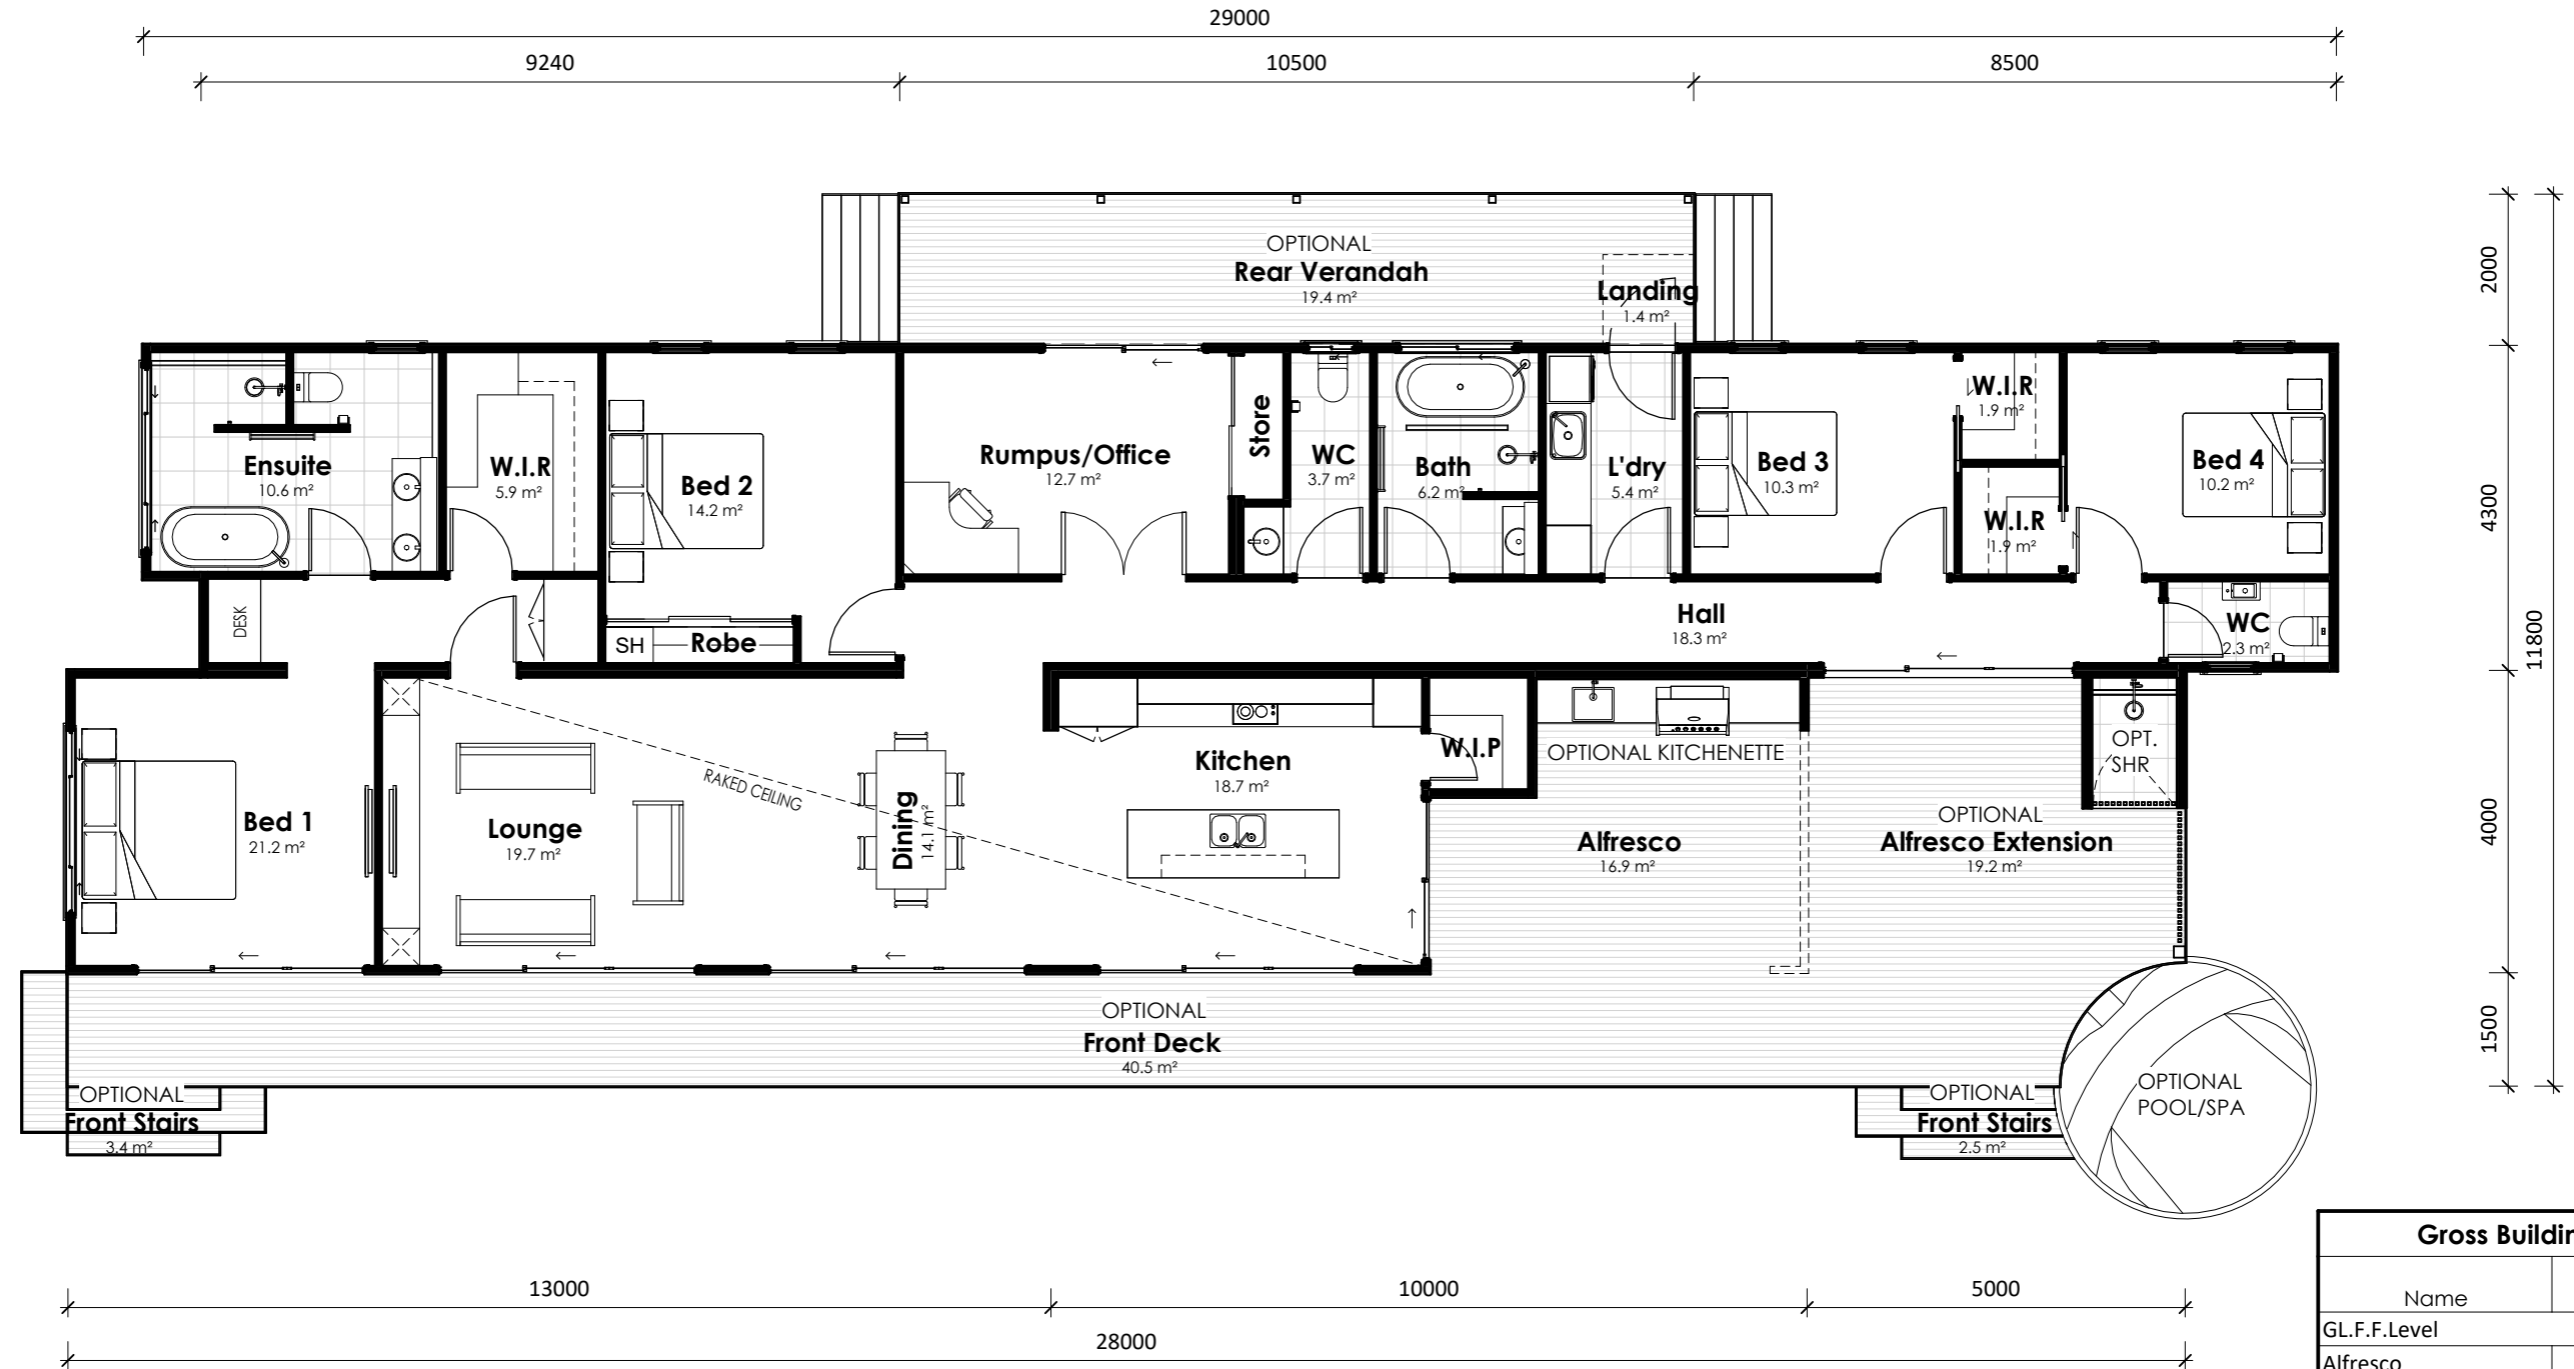 29000
9240
10500
8500
OPTIONAL
Rear Verandah
19.4 m²
Landing
1.4 m²
2000
4300
11800
4000
1500
Ensuite
10.6 m²
W.I.R
5.9 m²
Bed 2
14.2 m²
Rumpus/Office
12.7 m²
Store
WC
3.7 m²
Bath
6.2 m²
L'dry
5.4 m²
Bed 3
10.3 m²
W.I.R
1.9 m²
W.I.R
1.9 m²
Bed 4
10.2 m²
DESK
SH
Robe
Hall
18.3 m²
WC
2.3 m²
Bed 1
21.2 m²
Lounge
19.7 m²
RAKED CEILING
Dining
14.1 m²
Kitchen
18.7 m²
W.I.P
OPTIONAL KITCHENETTE
Alfresco
16.9 m²
OPT.
SHR
OPTIONAL
Alfresco Extension
19.2 m²
OPTIONAL
Front Deck
40.5 m²
OPTIONAL
Front Stairs
3.4 m²
OPTIONAL
Front Stairs
2.5 m²
OPTIONAL
POOL/SPA
13000
10000
5000
28000
Gross Buildin
Name
GL.F.F.Level
Alfresco